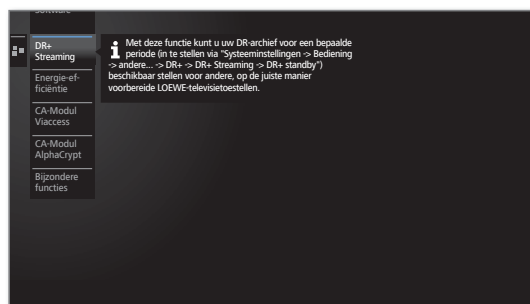 Software
DR+
Streaming
Met deze functie kunt u uw DR-archief voor een bepaalde
periode (in te stellen via "Systeeminstellingen -> Bediening
-> andere... -> DR+ -> DR+ Streaming -> DR+ standby")
beschikbaar stellen voor andere, op de juiste manier
voorbereide LOEWE-televisietoestellen.
Energie-ef-
ficiëntie
CA-Modul
Viaccess
CA-Modul
AlphaCrypt
Bijzondere
functies